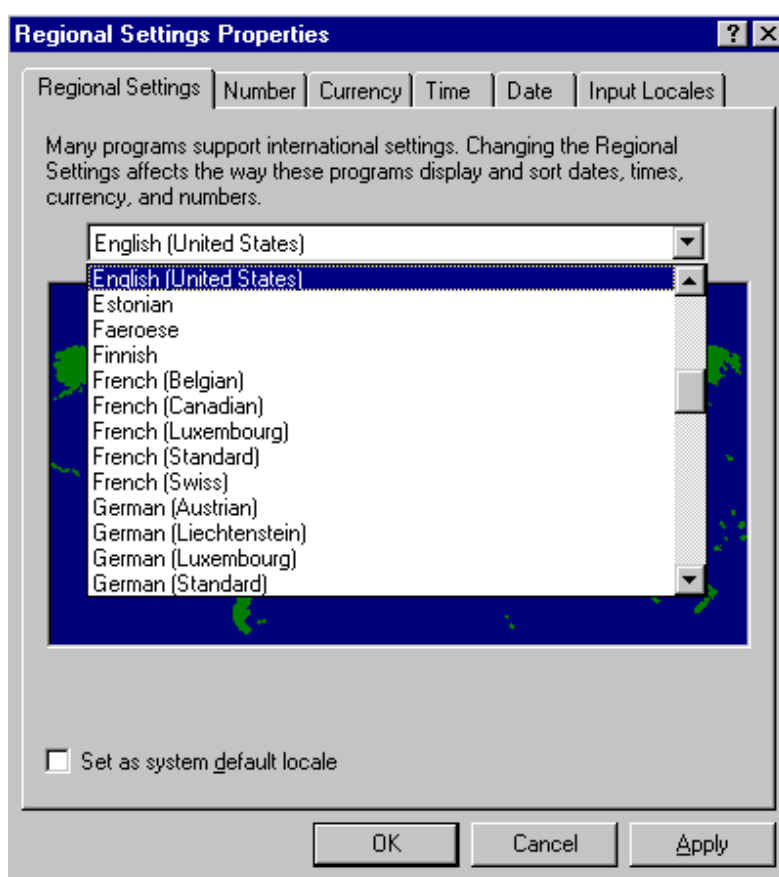 Regional Settings Properties
Regional Settings Number Currency Time Date Input Locales
Many programs support international settings. Changing the Regional
Settings affects the way these programs display and sort dates, times,
currency, and numbers.
English (United States)
English (United States)
Estonian
Faeroese
Finnish
French (Belgian)
French (Canadian)
French (Luxembourg)
French (Standard)
French (Swiss)
German (Austrian)
German (Liechtenstein)
German (Luxembourg)
German (Standard)
Set as system default locale
OK Cancel Apply